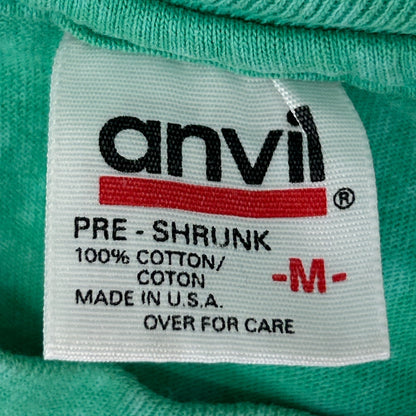 anvil®
PRE - SHRUNK
100% COTTON/
COTON
-M-
MADE IN U.S.A.
OVER FOR CARE